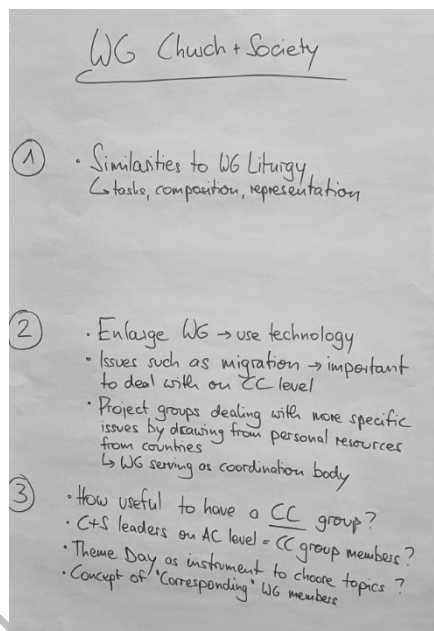 WG Church + Society
1 • Similarities to WG Liturgy
↳ tasks, composition, representation
2 • Enlarge WG → use technology
• Issues such as migration → important
to deal with on CC level
• Project groups dealing with more specific
issues by drawing from personal resources
from counties
↳ WG serving as coordination body
3 • How useful to have a CC group?
• C+S leaders on AC level = CC group members?
• Theme Day as instrument to choose topics?
• Concept of "Corresponding" WG members